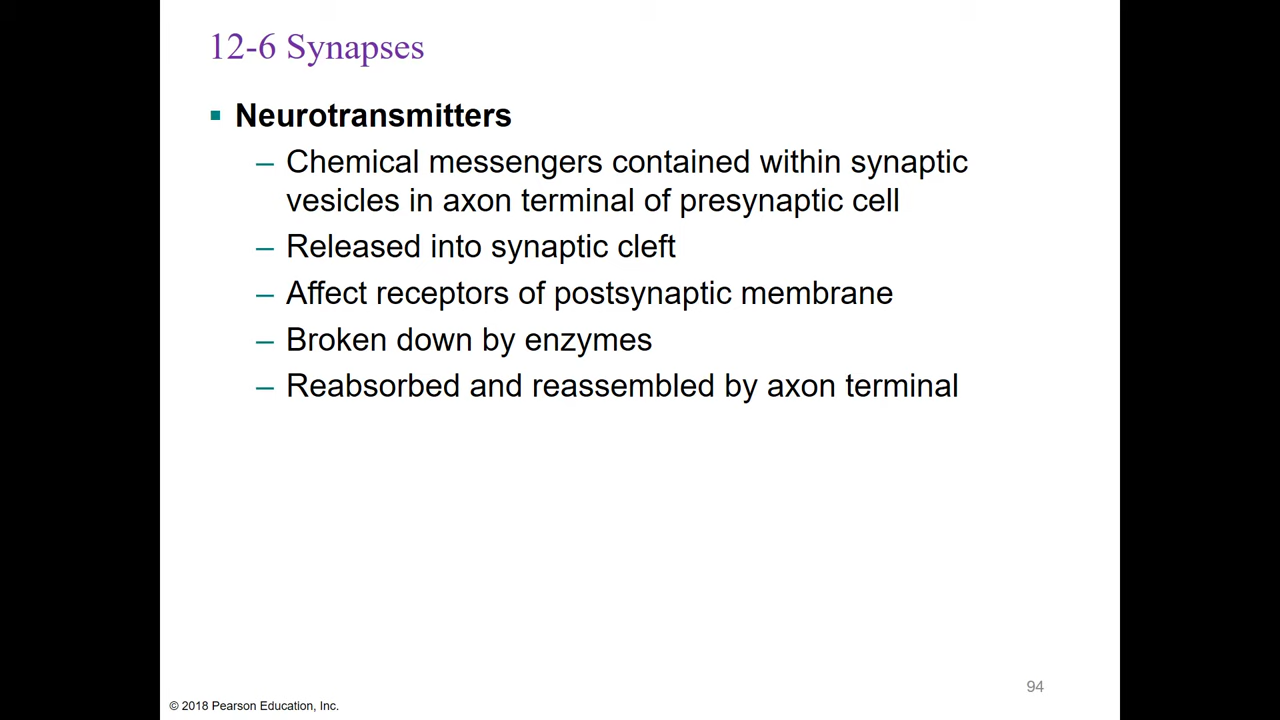 12-6 Synapses
▪ Neurotransmitters
– Chemical messengers contained within synaptic
vesicles in axon terminal of presynaptic cell
– Released into synaptic cleft
– Affect receptors of postsynaptic membrane
– Broken down by enzymes
– Reabsorbed and reassembled by axon terminal
94
© 2018 Pearson Education, Inc.